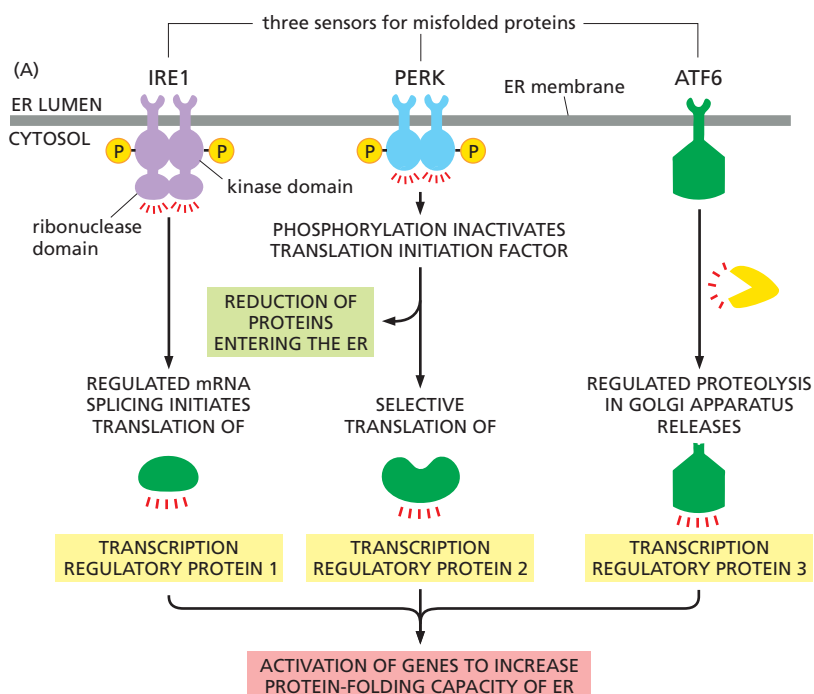 three sensors for misfolded proteins
(A)
IRE1
PERK
ATF6
ER LUMEN
ER membrane
CYTOSOL
P
P
P
P
kinase domain
ribonuclease
domain
PHOSPHORYLATION INACTIVATES
TRANSLATION INITIATION FACTOR
REDUCTION OF
PROTEINS
ENTERING THE ER
REGULATED mRNA
SPLICING INITIATES
TRANSLATION OF
SELECTIVE
TRANSLATION OF
REGULATED PROTEOLYSIS
IN GOLGI APPARATUS
RELEASES
TRANSCRIPTION
REGULATORY PROTEIN 1
TRANSCRIPTION
REGULATORY PROTEIN 2
TRANSCRIPTION
REGULATORY PROTEIN 3
ACTIVATION OF GENES TO INCREASE
PROTEIN-FOLDING CAPACITY OF ER